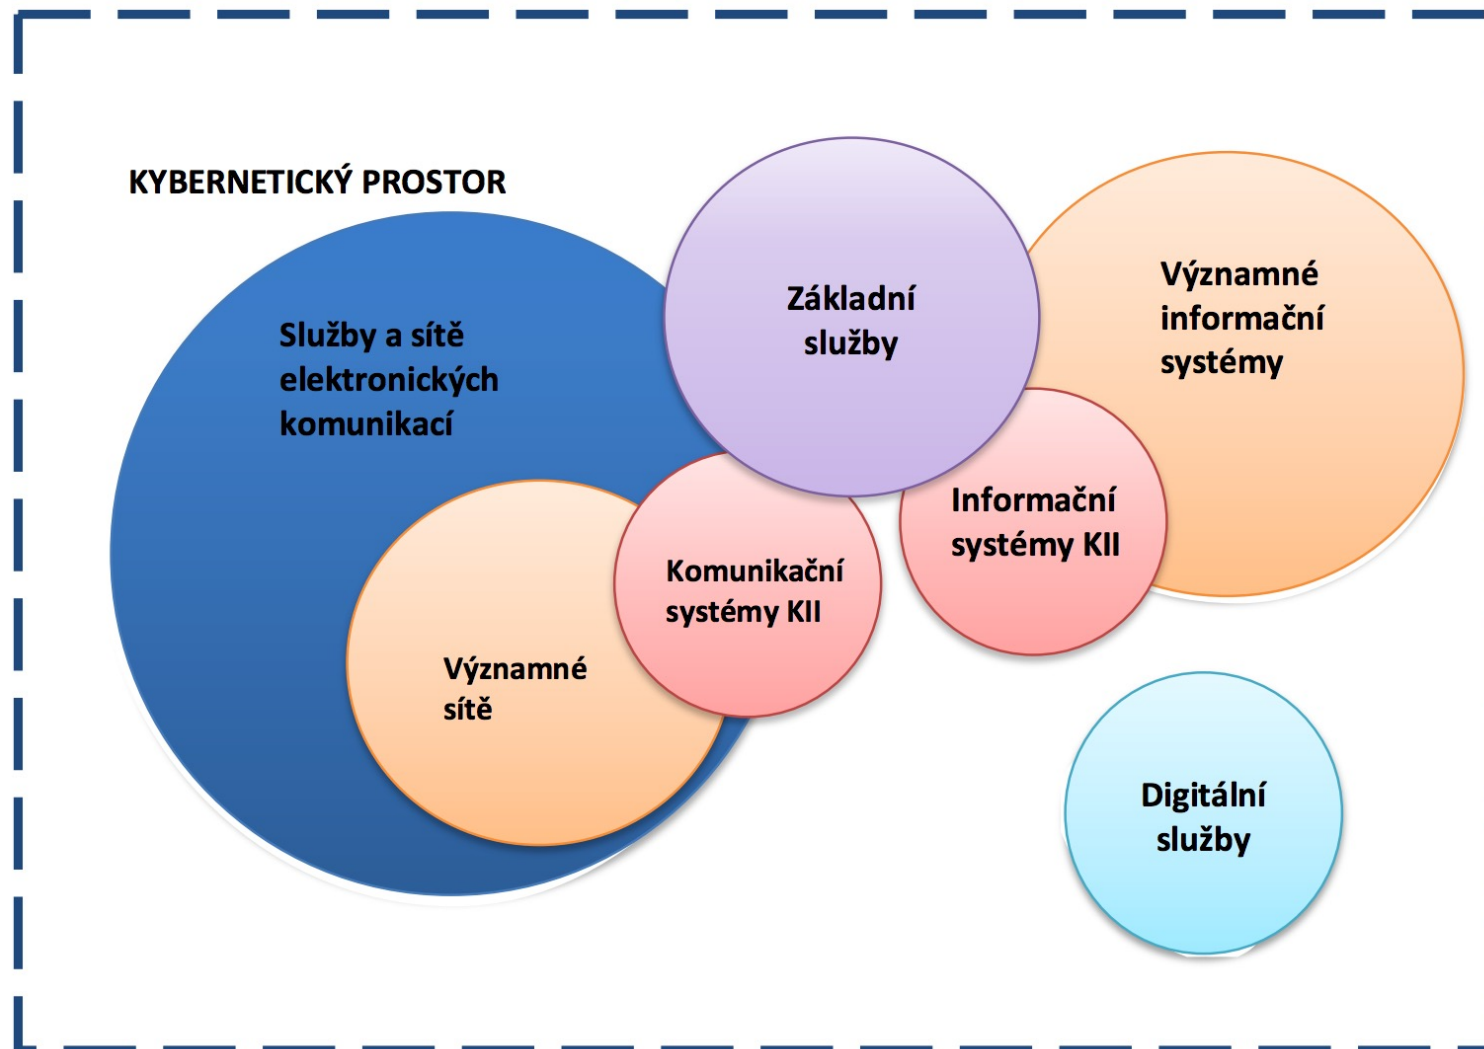 KYBERNETICKÝ PROSTOR
Služby a sítě
elektronických
komunikací
Základní
služby
Významné
informační
systémy
Informační
systémy KII
Komunikační
systémy KII
Významné
sítě
Digitální
služby